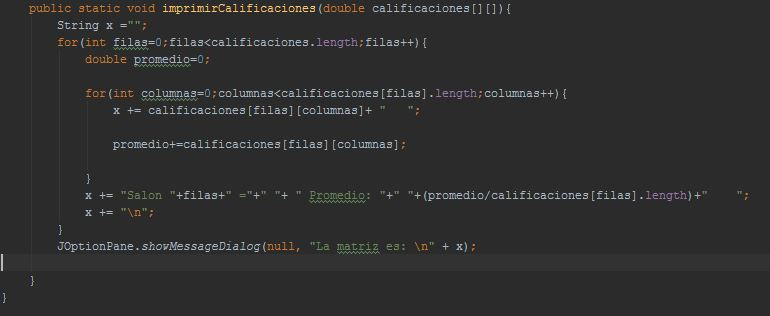 public static void imprimirCalificaciones(double calificaciones[][]){
String x ="";
for(int filas=0;filas<calificaciones.length;filas++){
double promedio=0;
for(int columnas=0;columnas<calificaciones[filas].length;columnas++){
x += calificaciones[filas][columnas]+ "   ";
promedio+=calificaciones[filas][columnas];
}
x += "Salon "+filas+" ="+" "+ " Promedio: "+" "+(promedio/calificaciones[filas].length)+"    ";
x += "\n";
}
JOptionPane.showMessageDialog(null, "La matriz es: \n" + x);
}
}